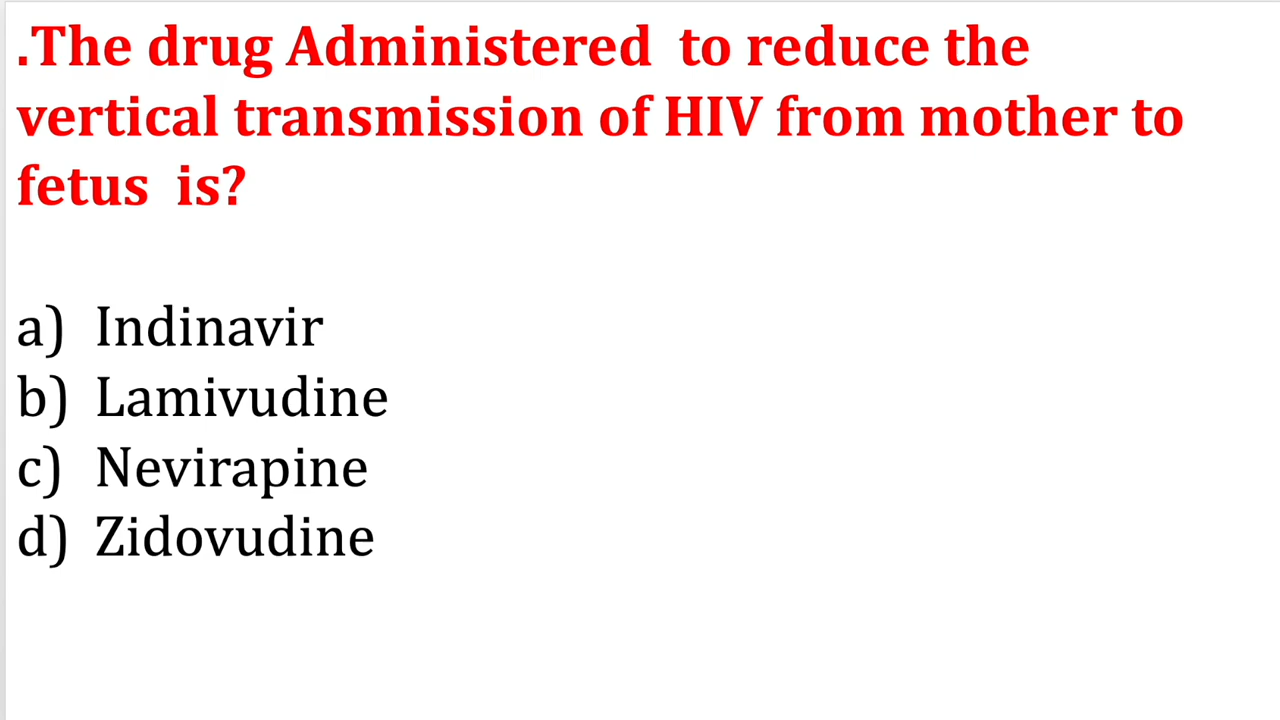 .The drug Administered  to reduce the
vertical transmission of HIV from mother to
fetus  is?
a)  Indinavir
b)  Lamivudine
c)  Nevirapine
d)  Zidovudine